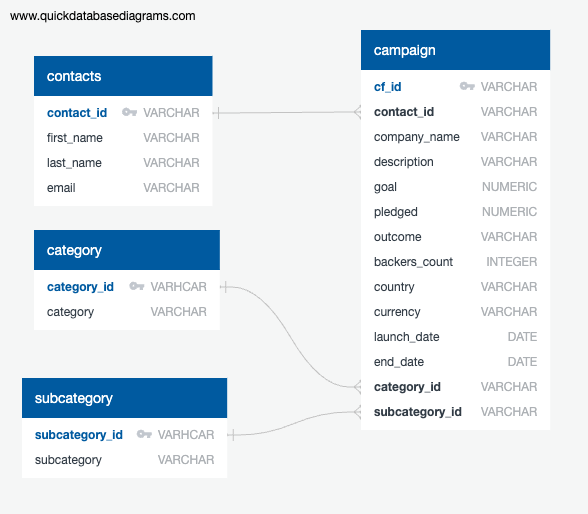 www.quickdatabasediagrams.com
contacts
contact_id VARCHAR
first_name VARCHAR
last_name VARCHAR
email VARCHAR
category
category_id VARHCAR
category VARCHAR
subcategory
subcategory_id VARHCAR
subcategory VARCHAR
campaign
cf_id VARCHAR
contact_id VARCHAR
company_name VARCHAR
description VARCHAR
goal NUMERIC
pledged NUMERIC
outcome VARCHAR
backers_count INTEGER
country VARCHAR
currency VARCHAR
launch_date DATE
end_date DATE
category_id VARCHAR
subcategory_id VARCHAR